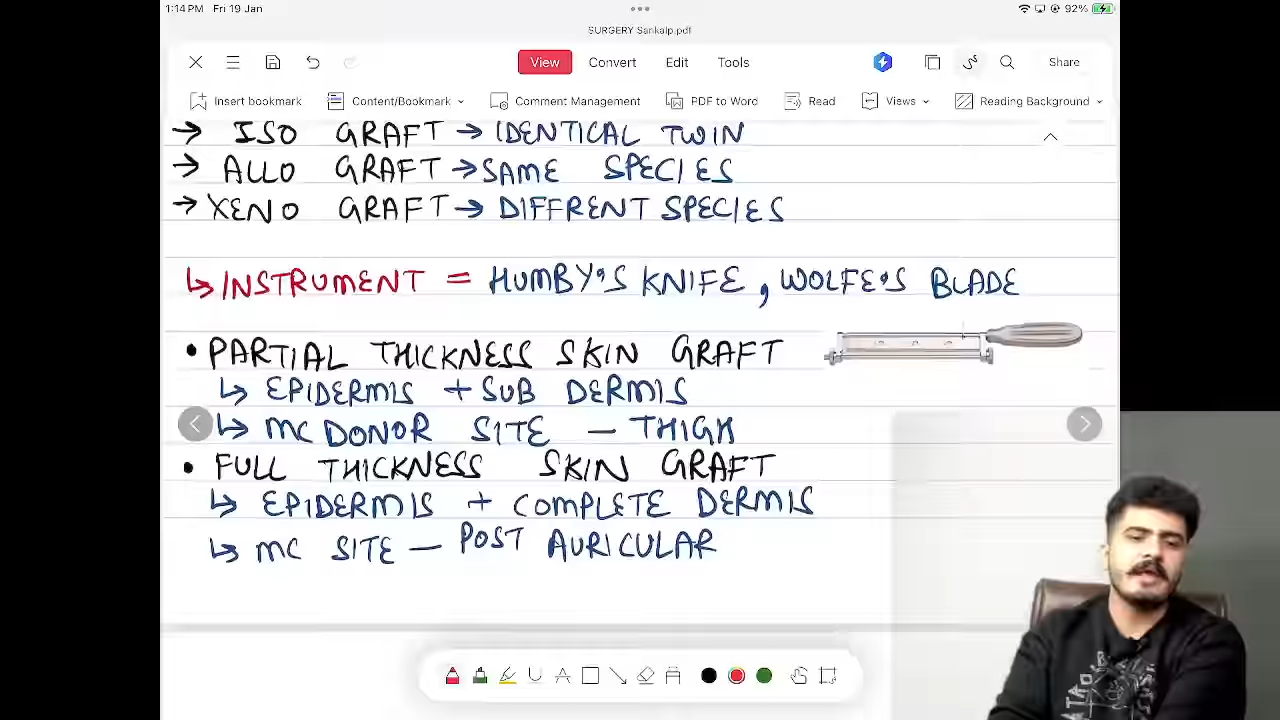 1:14 PM Fri 19 Jan
92%
SURGERY Sankalp.pdf
View Convert Edit Tools Share
Insert bookmark Content/Bookmark Comment Management PDF to Word Read Views Reading Background
→ ISO GRAFT → IDENTICAL TWIN
→ ALLO GRAFT → SAME SPECIES
→ XENO GRAFT → DIFFRENT SPECIES
↳ INSTRUMENT = HUMBY'S KNIFE, WOLFE'S BLADE
• PARTIAL THICKNESS SKIN GRAFT
↳ EPIDERMIS + SUB DERMIS
↳ MC DONOR SITE – THIGH
• FULL THICKNESS SKIN GRAFT
↳ EPIDERMIS + COMPLETE DERMIS
↳ MC SITE – POST AURICULAR